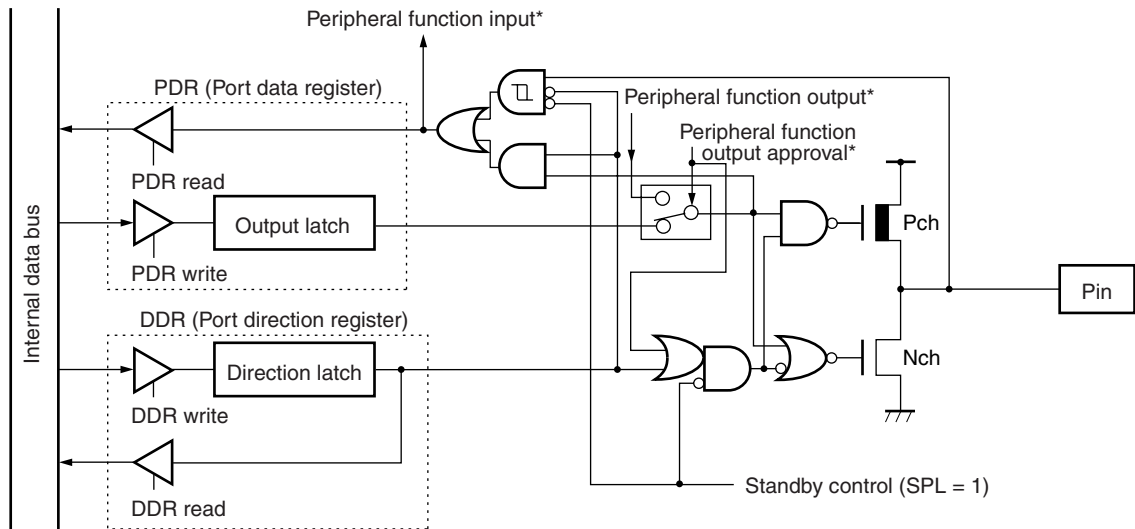 Peripheral function input*
PDR (Port data register)
Peripheral function output*
Peripheral function
output approval*
PDR read
Output latch
Pch
PDR write
Internal data bus
Pin
DDR (Port direction register)
Direction latch
Nch
DDR write
Standby control (SPL = 1)
DDR read